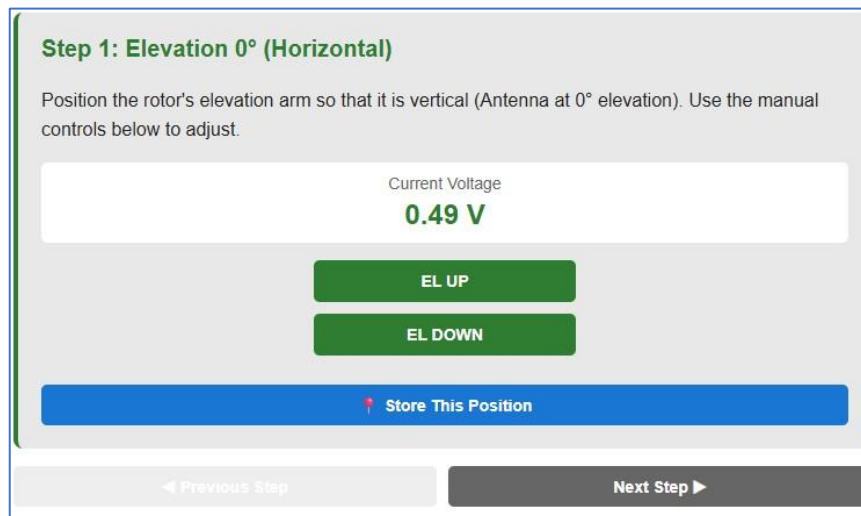 Step 1: Elevation 0° (Horizontal)
Position the rotor's elevation arm so that it is vertical (Antenna at 0° elevation). Use the manual
controls below to adjust.
Current Voltage
0.49 V
EL UP
EL DOWN
📍 Store This Position
◀ Previous Step
Next Step ▶